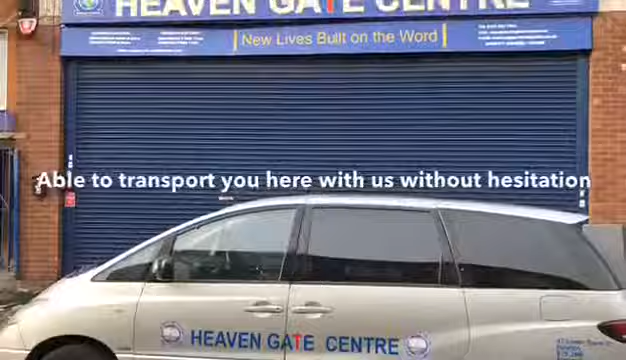 HEAVEN GATE CENTRE
New Lives Built on the Word
Able to transport you here with us without hesitation
HEAVEN GATE CENTRE